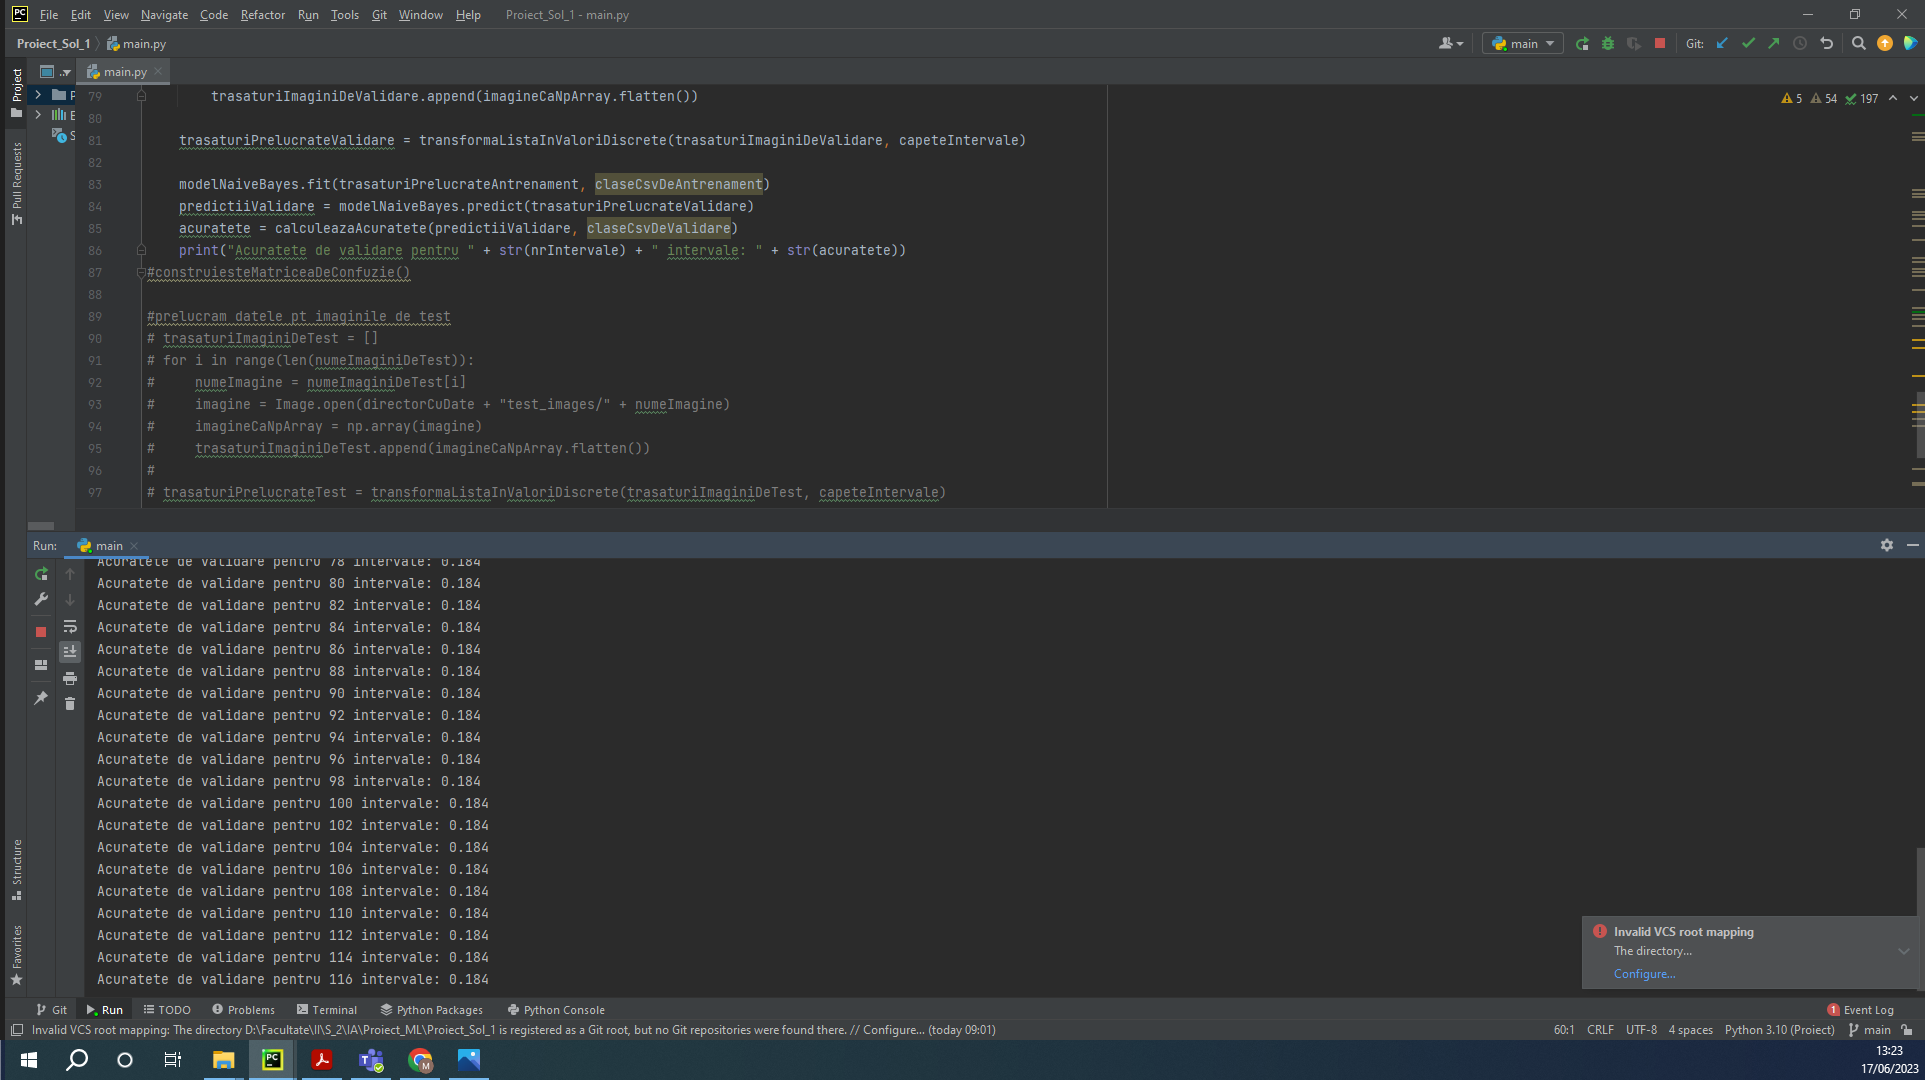 PC File Edit View Navigate Code Refactor Run Tools Git Window Help Proiect_Sol_1 - main.py
Proiect_Sol_1 main.py main Git:
Project
main.py
79 trasaturiImaginiDeValidare.append(imagineCaNpArray.flatten())
5 54 197
80
81 trasaturiPrelucrateValidare = transformaListaInValoriDiscrete(trasaturiImaginiDeValidare, capeteIntervale)
82
83 modelNaiveBayes.fit(trasaturiPrelucrateAntrenament, claseCsvDeAntrenament)
84 predictiiValidare = modelNaiveBayes.predict(trasaturiPrelucrateValidare)
85 acuratete = calculeazaAcuratete(predictiiValidare, claseCsvDeValidare)
86 print("Acuratete de validare pentru " + str(nrIntervale) + " intervale: " + str(acuratete))
87 #construiesteMatriceaDeConfuzie()
88
89 #prelucram datele pt imaginile de test
90 # trasaturiImaginiDeTest = []
91 # for i in range(len(numeImaginiDeTest)):
92 #     numeImagine = numeImaginiDeTest[i]
93 #     imagine = Image.open(directorCuDate + "test_images/" + numeImagine)
94 #     imagineCaNpArray = np.array(imagine)
95 #     trasaturiImaginiDeTest.append(imagineCaNpArray.flatten())
96 #
97 # trasaturiPrelucrateTest = transformaListaInValoriDiscrete(trasaturiImaginiDeTest, capeteIntervale)
Pull Requests
Run: main
Acuratete de validare pentru 78 intervale: 0.184
Acuratete de validare pentru 80 intervale: 0.184
Acuratete de validare pentru 82 intervale: 0.184
Acuratete de validare pentru 84 intervale: 0.184
Acuratete de validare pentru 86 intervale: 0.184
Acuratete de validare pentru 88 intervale: 0.184
Acuratete de validare pentru 90 intervale: 0.184
Acuratete de validare pentru 92 intervale: 0.184
Acuratete de validare pentru 94 intervale: 0.184
Acuratete de validare pentru 96 intervale: 0.184
Acuratete de validare pentru 98 intervale: 0.184
Acuratete de validare pentru 100 intervale: 0.184
Acuratete de validare pentru 102 intervale: 0.184
Acuratete de validare pentru 104 intervale: 0.184
Acuratete de validare pentru 106 intervale: 0.184
Acuratete de validare pentru 108 intervale: 0.184
Acuratete de validare pentru 110 intervale: 0.184
Acuratete de validare pentru 112 intervale: 0.184
Acuratete de validare pentru 114 intervale: 0.184
Acuratete de validare pentru 116 intervale: 0.184
Structure
Favorites
Invalid VCS root mapping
The directory...
Configure...
Git Run TODO Problems Terminal Python Packages Python Console 1 Event Log
Invalid VCS root mapping: The directory D:\Facultate\II\S_2\IA\Proiect_ML\Proiect_Sol_1 is registered as a Git root, but no Git repositories were found there. // Configure... (today 09:01) 60:1 CRLF UTF-8 4 spaces Python 3.10 (Proiect) main
PC T M
13:23
17/06/2023